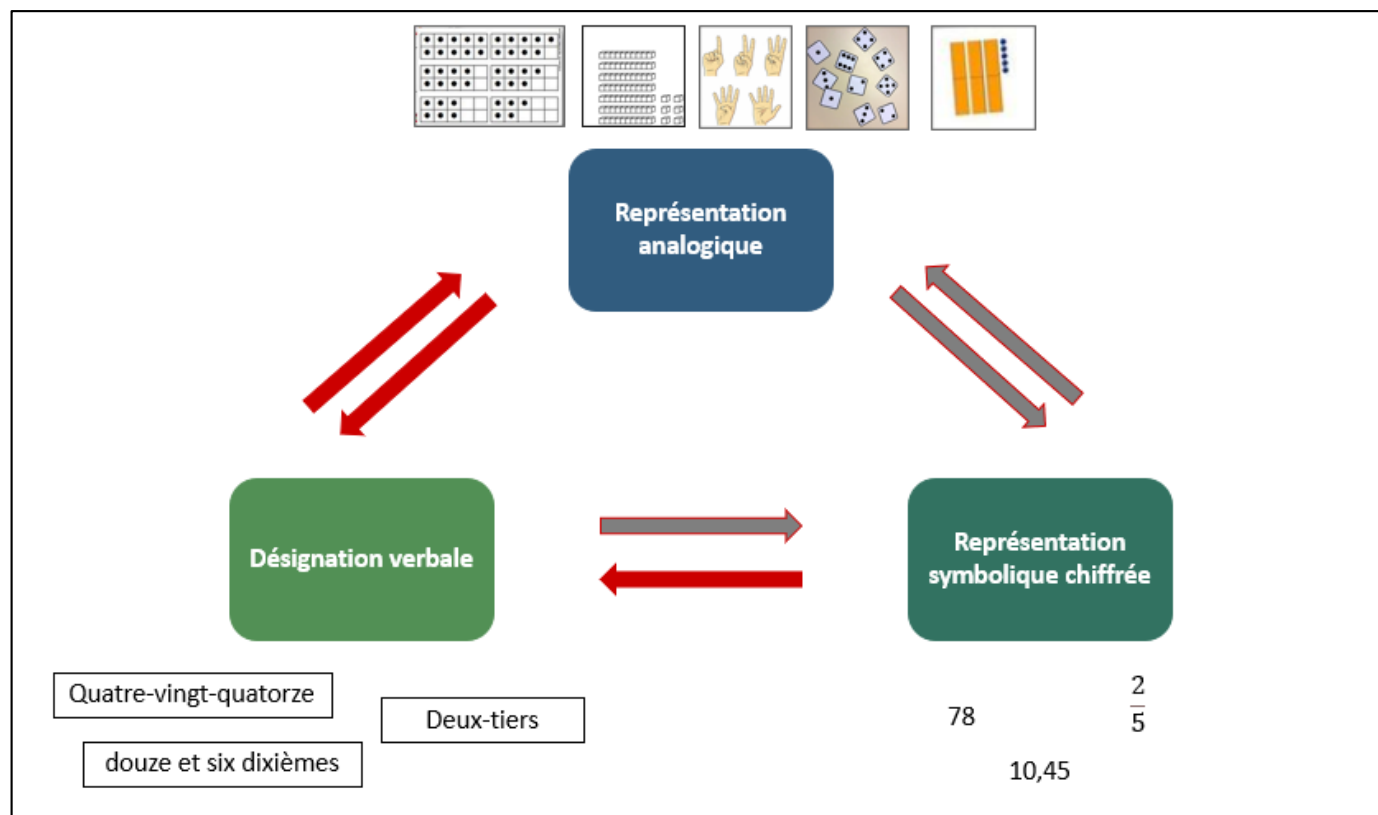 Représentation
analogique
Désignation verbale
Représentation
symbolique chiffrée
Quatre-vingt-quatorze
Deux-tiers
douze et six dixièmes
78
2
5
10,45